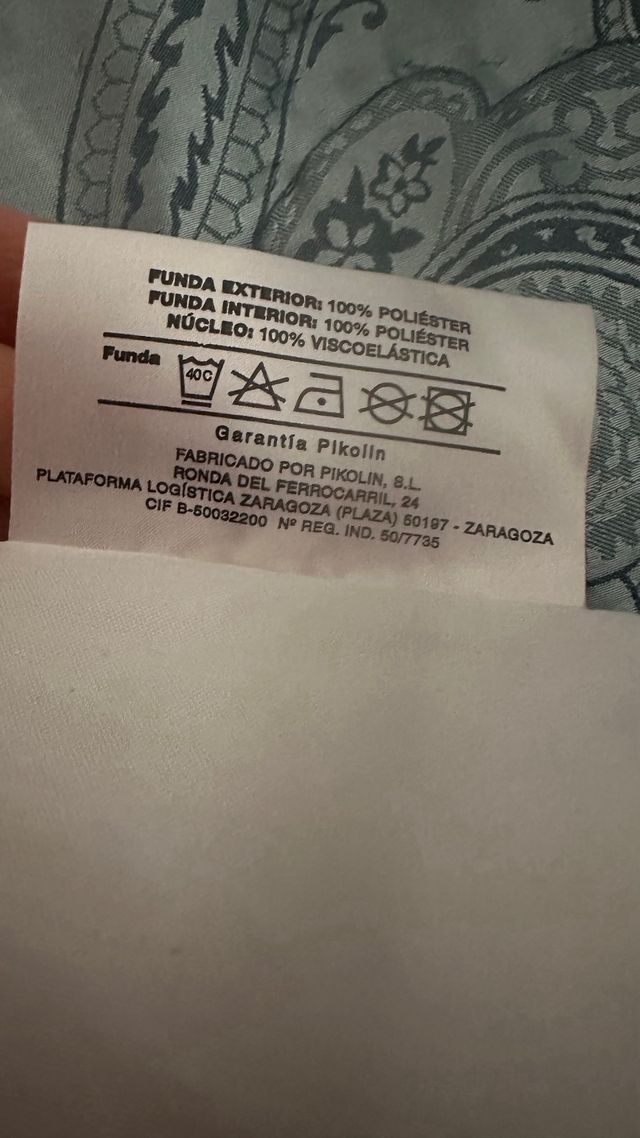 FUNDA EXTERIOR: 100% POLIÉSTER
FUNDA INTERIOR: 100% POLIÉSTER
NÚCLEO: 100% VISCOELÁSTICA
Funda
40C
Garantía Pikolin
FABRICADO POR PIKOLIN, S.L.
RONDA DEL FERROCARRIL, 24
PLATAFORMA LOGÍSTICA ZARAGOZA (PLAZA) 50197 - ZARAGOZA
CIF B-50032200 Nº REG. IND. 50/7735